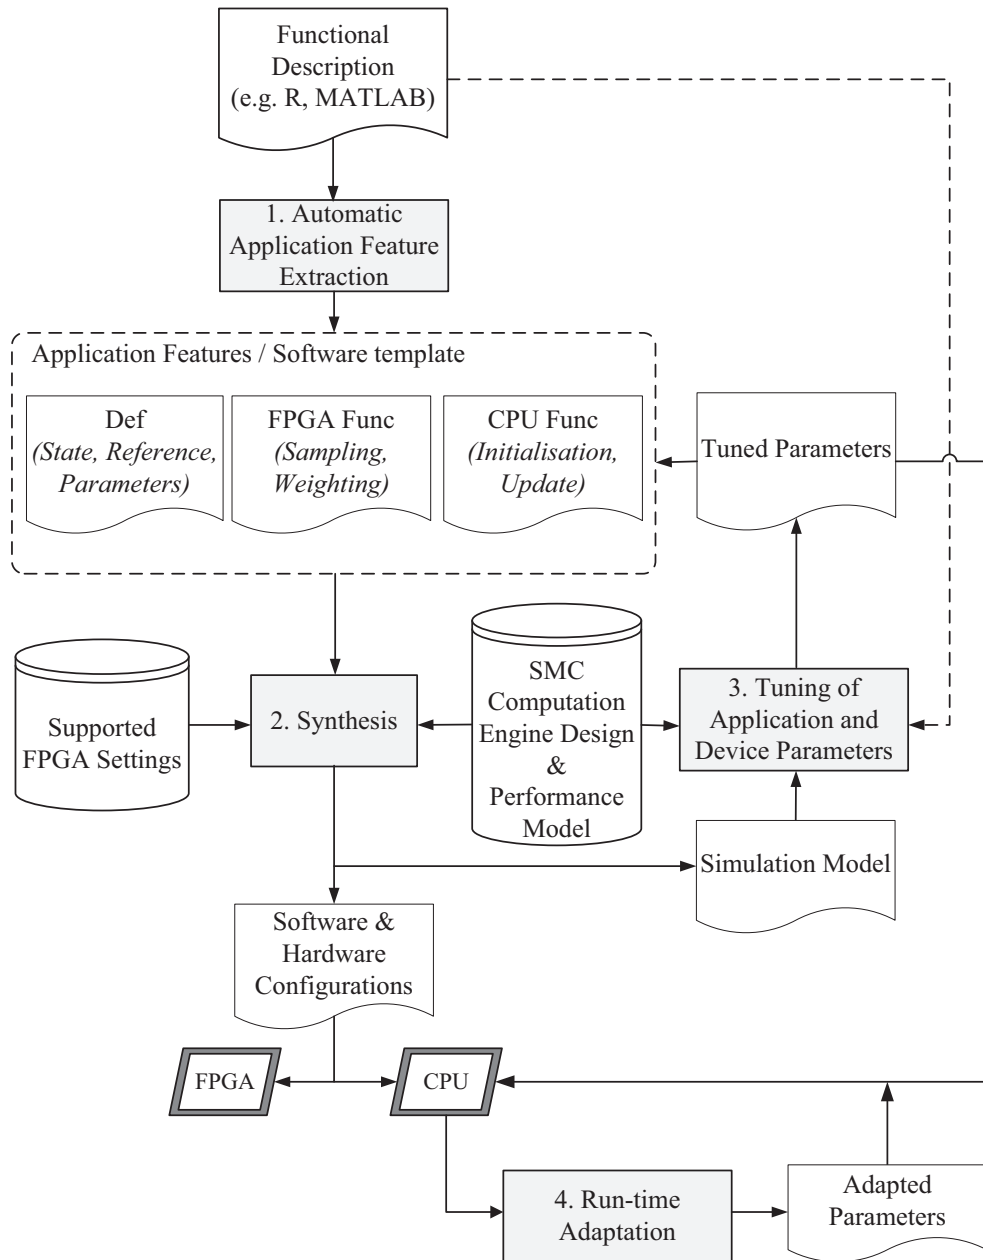 Functional
Description
(e.g. R, MATLAB)
1. Automatic
Application Feature
Extraction
Application Features / Software template
Def
(State, Reference,
Parameters)
FPGA Func
(Sampling,
Weighting)
CPU Func
(Initialisation,
Update)
Tuned Parameters
Supported
FPGA Settings
2. Synthesis
SMC
Computation
Engine Design
&
Performance
Model
3. Tuning of
Application and
Device Parameters
Simulation Model
Software &
Hardware
Configurations
FPGA
CPU
4. Run-time
Adaptation
Adapted
Parameters